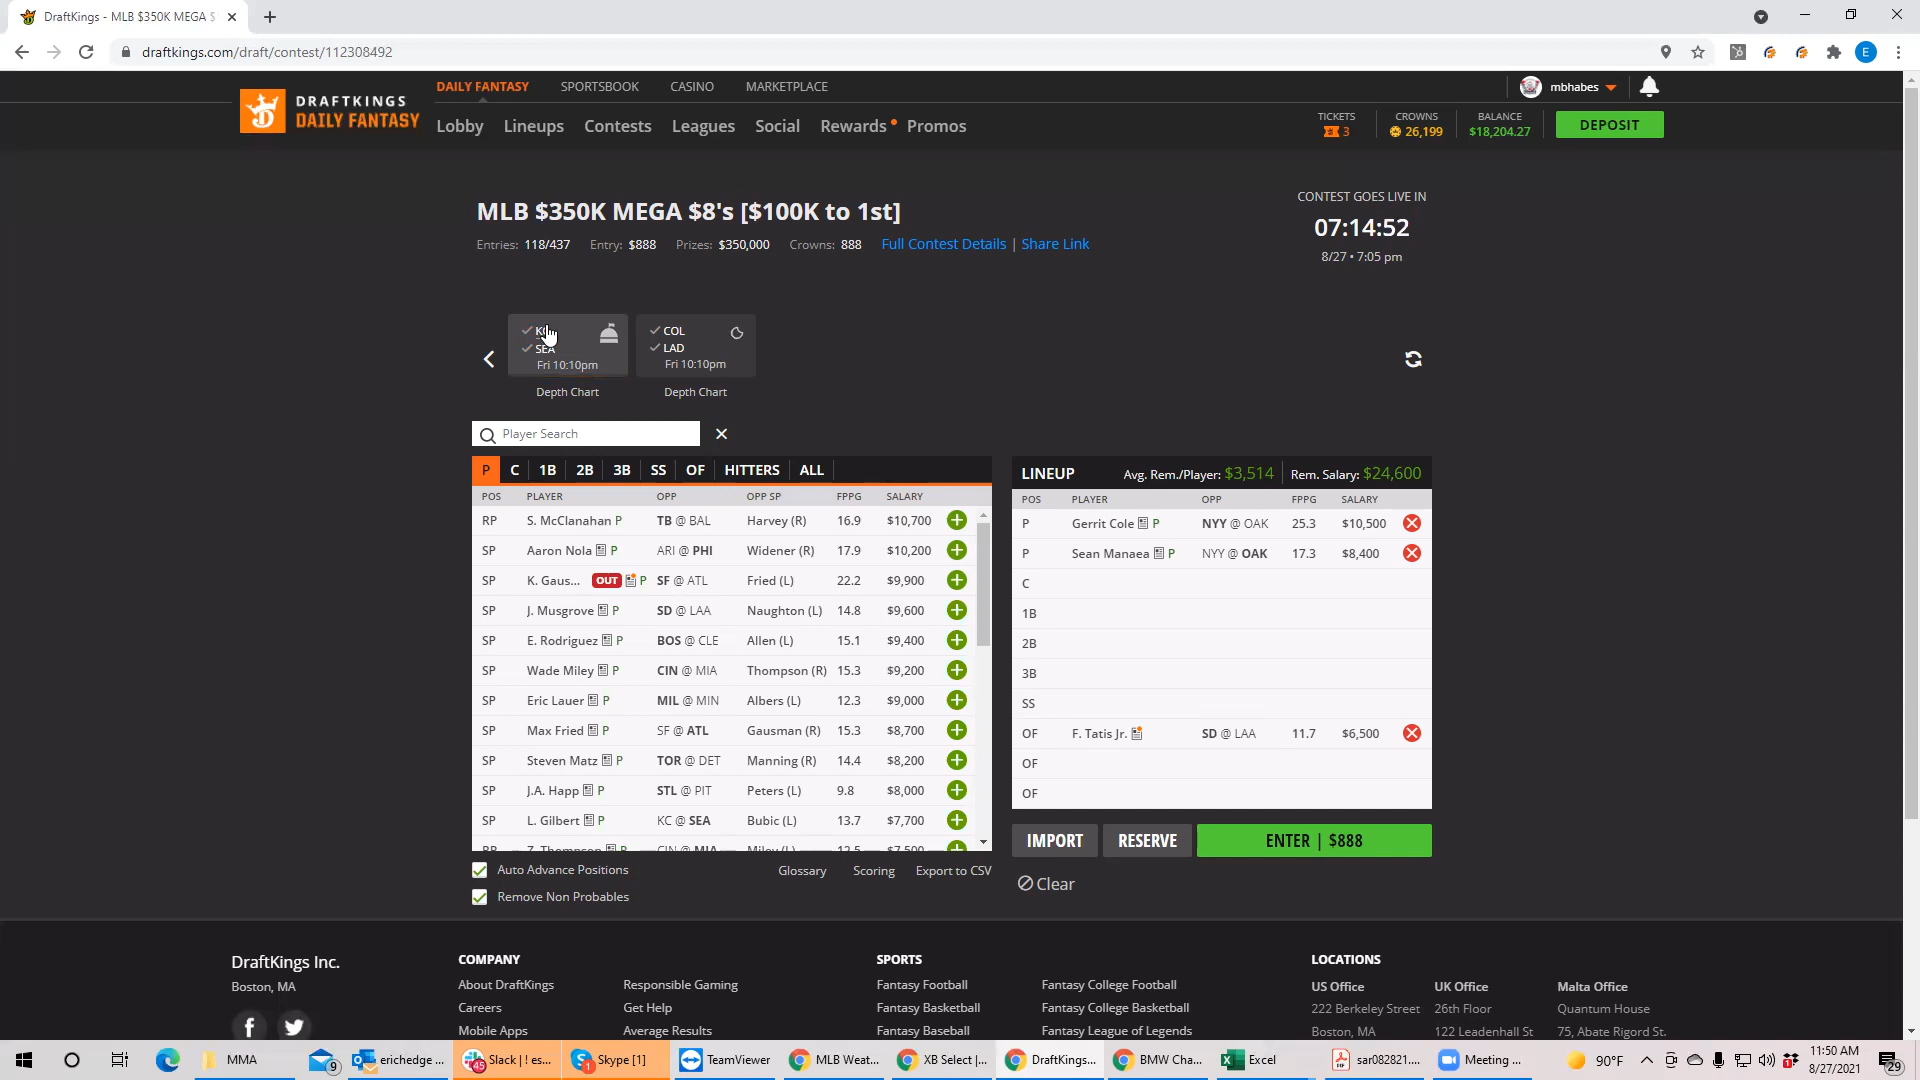 DraftKings - MLB $350K MEGA $
draftkings.com/draft/contest/112308492
E
DRAFTKINGS
DAILY FANTASY
DAILY FANTASY SPORTSBOOK CASINO MARKETPLACE
mbhabes
Lobby Lineups Contests Leagues Social Rewards Promos
TICKETS CROWNS BALANCE
3 26,199 $18,204.27 DEPOSIT
MLB $350K MEGA $8's [$100K to 1st]
Entries: 118/437 Entry: $888 Prizes: $350,000 Crowns: 888 Full Contest Details | Share Link
CONTEST GOES LIVE IN
07:14:52
8/27 • 7:05 pm
SEA
Fri 10:10pm
Depth Chart
COL
LAD
Fri 10:10pm
Depth Chart
Player Search
P C 1B 2B 3B SS OF HITTERS ALL
POS PLAYER OPP OPP SP FPPG SALARY
RP S. McClanahan P TB @ BAL Harvey (R) 16.9 $10,700
SP Aaron Nola P ARI @ PHI Widener (R) 17.9 $10,200
SP K. Gaus... OUT P SF @ ATL Fried (L) 22.2 $9,900
SP J. Musgrove P SD @ LAA Naughton (L) 14.8 $9,600
SP E. Rodriguez P BOS @ CLE Allen (L) 15.1 $9,400
SP Wade Miley P CIN @ MIA Thompson (R) 15.3 $9,200
SP Eric Lauer P MIL @ MIN Albers (L) 12.3 $9,000
SP Max Fried P SF @ ATL Gausman (R) 15.3 $8,700
SP Steven Matz P TOR @ DET Manning (R) 14.4 $8,200
SP J.A. Happ P STL @ PIT Peters (L) 9.8 $8,000
SP L. Gilbert P KC @ SEA Bubic (L) 13.7 $7,700
RP Z. Thompson P CIN @ MIA Miley (L) 12.5 $7,500
Auto Advance Positions
Remove Non Probables
Glossary Scoring Export to CSV
LINEUP Avg. Rem./Player: $3,514 Rem. Salary: $24,600
POS PLAYER OPP FPPG SALARY
P Gerrit Cole P NYY @ OAK 25.3 $10,500
P Sean Manaea P NYY @ OAK 17.3 $8,400
C
1B
2B
3B
SS
OF F. Tatis Jr. SD @ LAA 11.7 $6,500
OF
OF
IMPORT RESERVE ENTER | $888
Clear
DraftKings Inc.
Boston, MA
COMPANY
About DraftKings Responsible Gaming
Careers Get Help
Mobile Apps Average Results
SPORTS
Fantasy Football Fantasy College Football
Fantasy Basketball Fantasy College Basketball
Fantasy Baseball Fantasy League of Legends
LOCATIONS
US Office UK Office Malta Office
222 Berkeley Street 26th Floor Quantum House
Boston, MA 122 Leadenhall St 75, Abate Rigord St.
MMA 9 erichedge ... 45 Slack | ! es... Skype [1] TeamViewer MLB Weat... XB Select |... DraftKings... BMW Cha... Excel sar082821.... Meeting ... 90°F
11:50 AM
8/27/2021
29